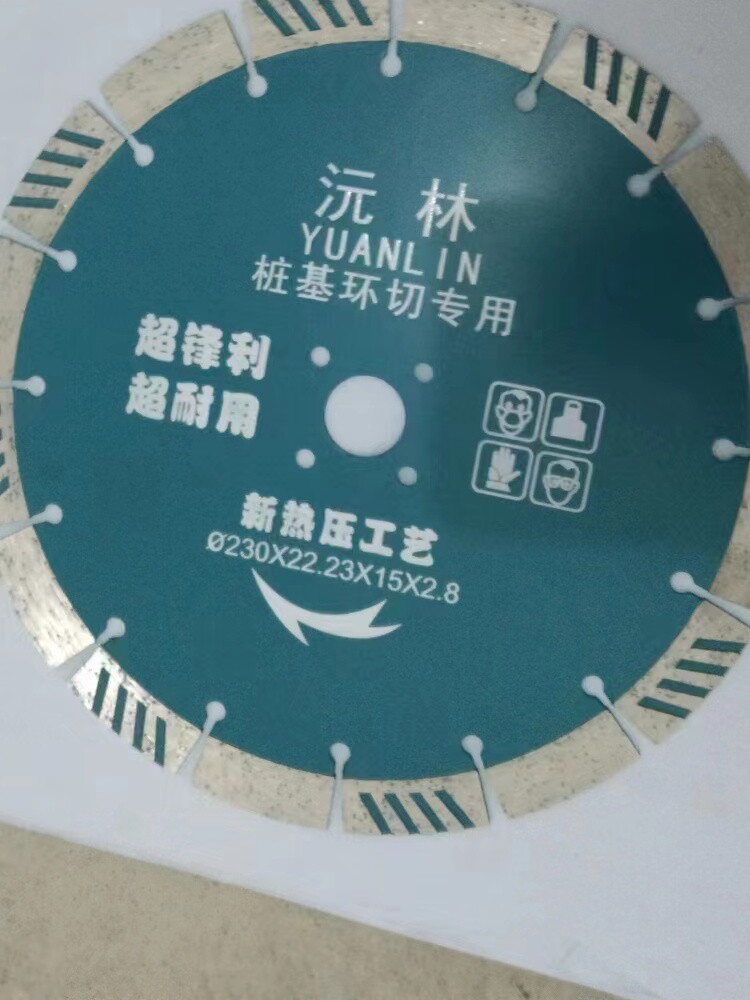 沅林
YUANLIN
桩基环切专用
超锋利
超耐用
新热压工艺
Ø230X22.23X15X2.8